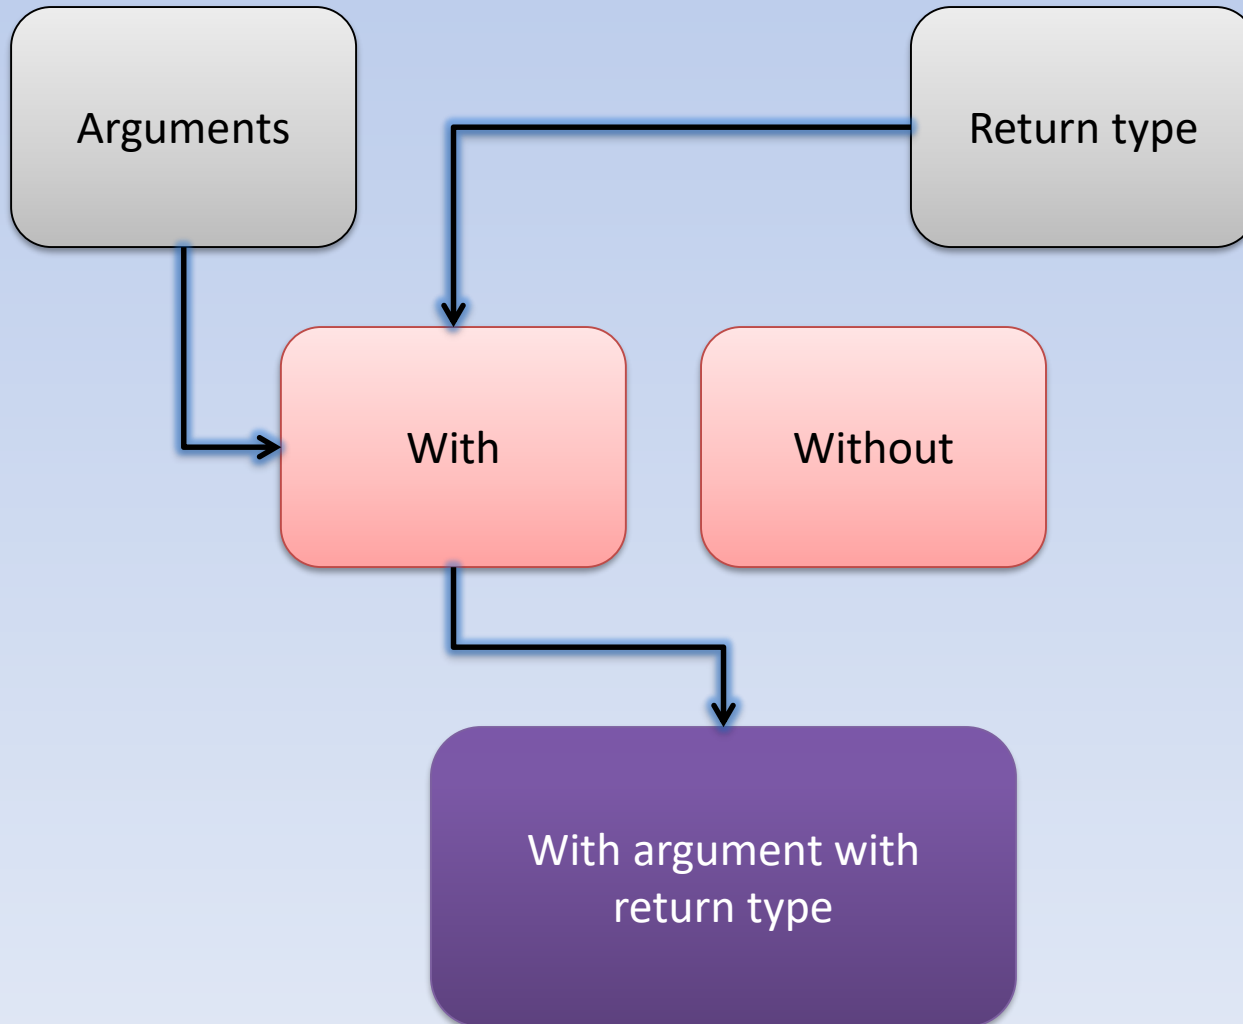 Arguments
Return type
With
Without
With argument with
return type